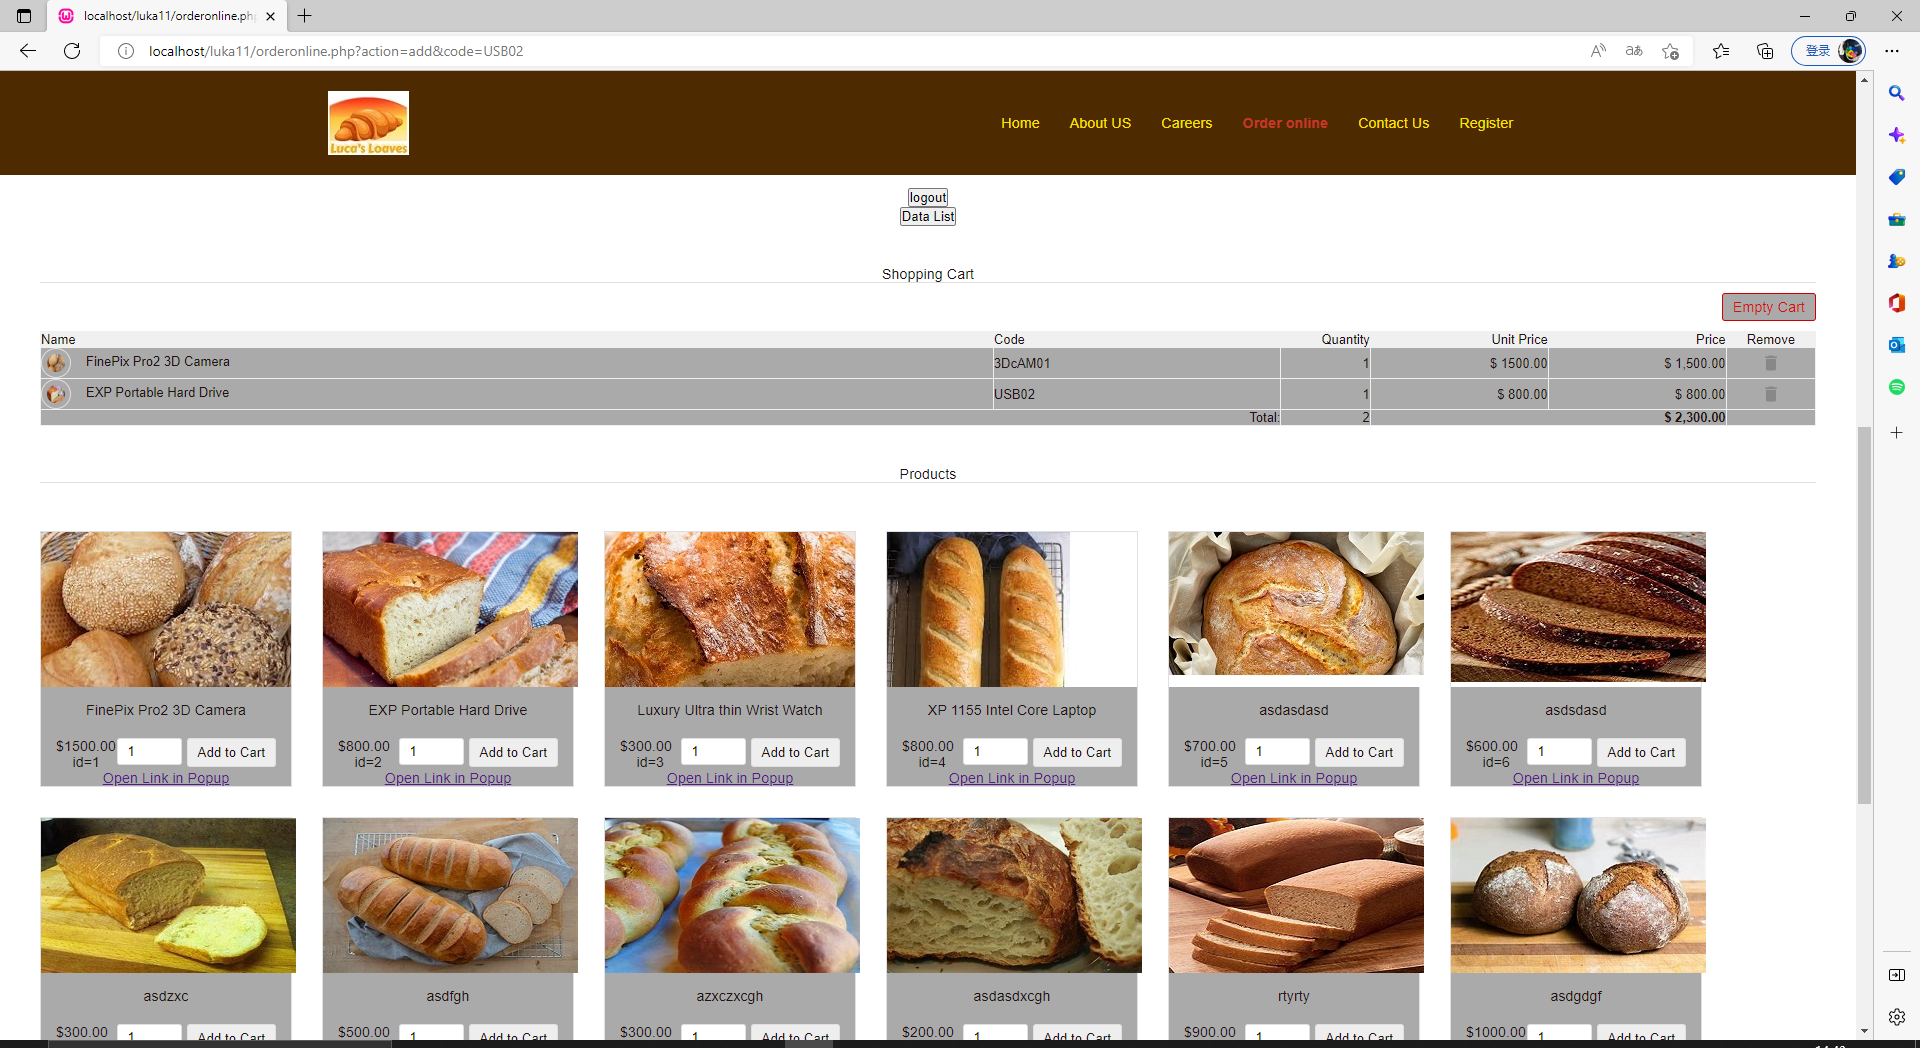 localhost/luka11/orderonline.php
localhost/luka11/orderonline.php?action=add&code=USB02
登录
Luca's Loaves
Home About US Careers Order online Contact Us Register
logout
Data List
Shopping Cart
Empty Cart
Name Code Quantity Unit Price Price Remove
FinePix Pro2 3D Camera 3DcAM01 1 $ 1500.00 $ 1,500.00
EXP Portable Hard Drive USB02 1 $ 800.00 $ 800.00
Total: 2 $ 2,300.00
Products
FinePix Pro2 3D Camera EXP Portable Hard Drive Luxury Ultra thin Wrist Watch XP 1155 Intel Core Laptop asdasdasd asdsdasd
$1500.00 1 Add to Cart $800.00 1 Add to Cart $300.00 1 Add to Cart $800.00 1 Add to Cart $700.00 1 Add to Cart $600.00 1 Add to Cart
id=1 id=2 id=3 id=4 id=5 id=6
Open Link in Popup Open Link in Popup Open Link in Popup Open Link in Popup Open Link in Popup Open Link in Popup
asdzxc asdfgh azxczxcgh asdasdxcgh rtyrty asdgdgf
$300.00 1 Add to Cart $500.00 1 Add to Cart $300.00 1 Add to Cart $200.00 1 Add to Cart $900.00 1 Add to Cart $1000.00 1 Add to Cart